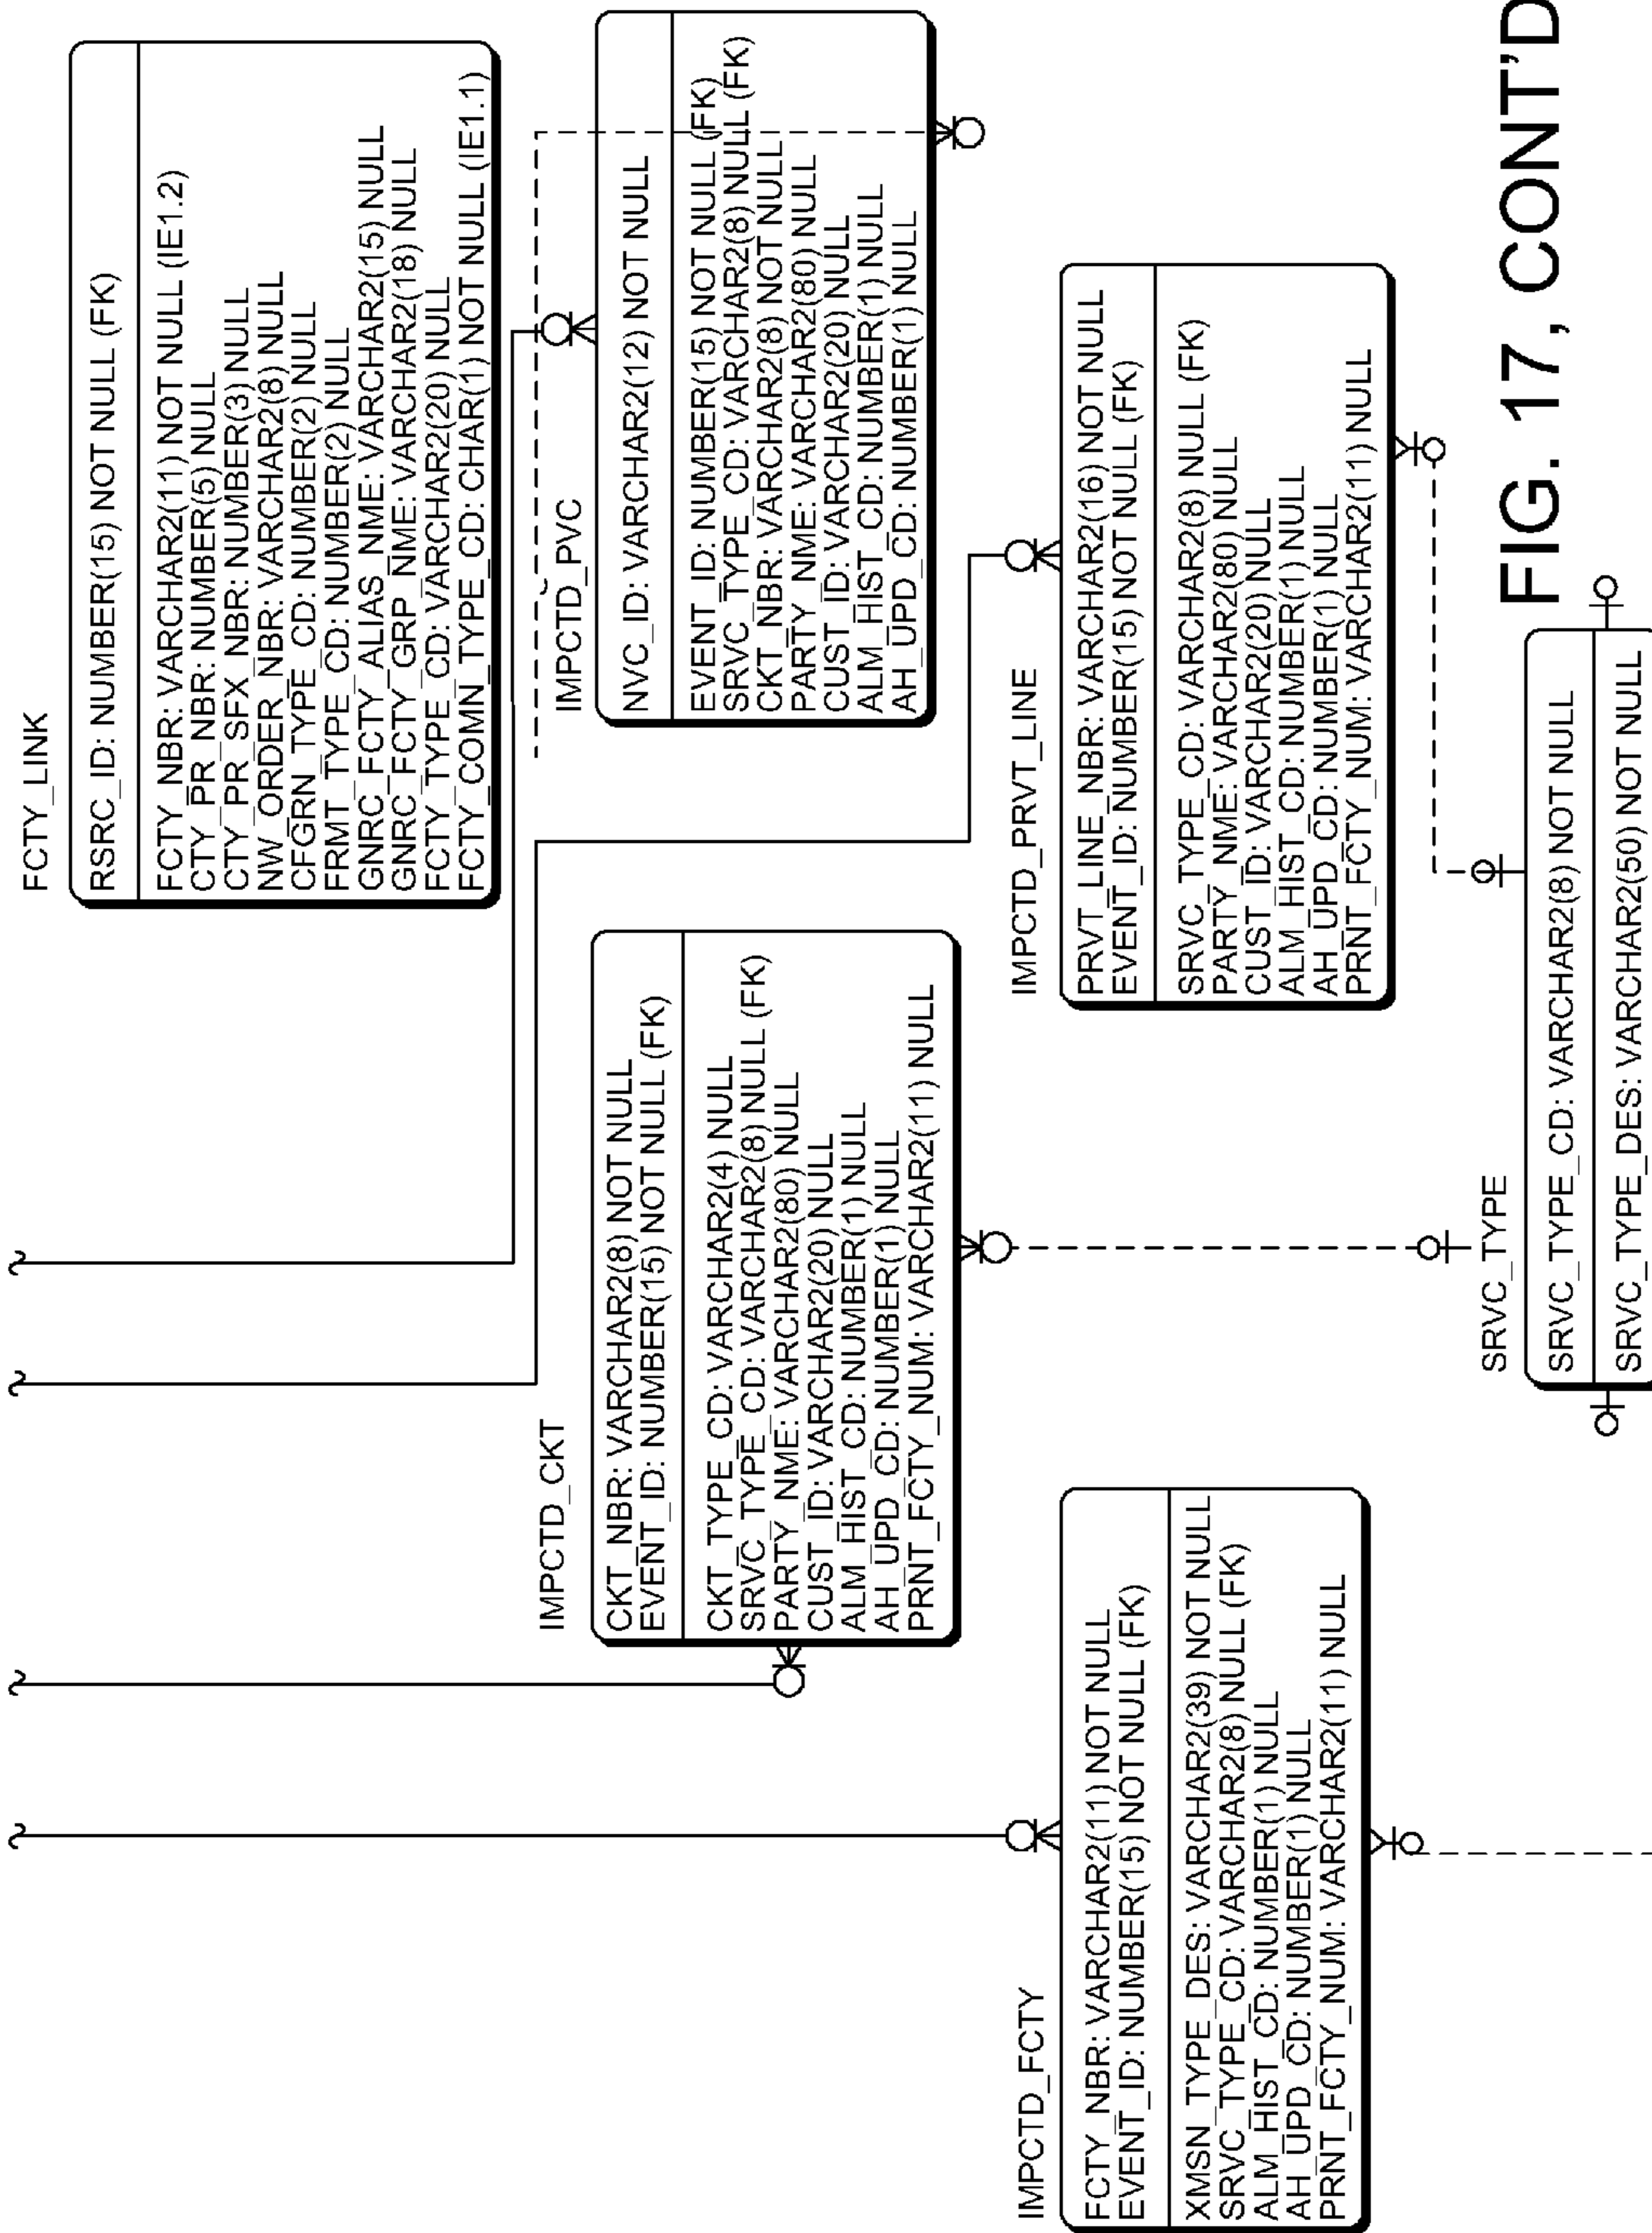 FCTY_LINK
RSRC_ID: NUMBER(15) NOT NULL (FK)
FCTY_NBR: VARCHAR2(11) NOT NULL (IE1.2)
CTY_PR_NBR: NUMBER(5) NULL
CTY_PR_SFX_NBR: NUMBER(3) NULL
NW_ORDER_NBR: VARCHAR2(8) NULL
CFGRN_TYPE_CD: NUMBER(2) NULL
FRMT_TYPE_CD: NUMBER(2) NULL
GNRC_FCTY_ALIAS_NME: VARCHAR2(15) NULL
GNRC_FCTY_GRP_NME: VARCHAR2(18) NULL
FCTY_TYPE_CD: VARCHAR2(20) NULL
FCTY_COMN_TYPE_CD: CHAR(1) NOT NULL (IE1.1)
IMPCTD_PVC
NVC_ID: VARCHAR2(12) NOT NULL
EVENT_ID: NUMBER(15) NOT NULL (FK)
SRVC_TYPE_CD: VARCHAR2(8) NULL (FK)
CKT_NBR: VARCHAR2(8) NOT NULL
PARTY_NME: VARCHAR2(80) NULL
CUST_ID: VARCHAR2(20) NULL
ALM_HIST_CD: NUMBER(1) NULL
AH_UPD_CD: NUMBER(1) NULL
IMPCTD_CKT
CKT_NBR: VARCHAR2(8) NOT NULL
EVENT_ID: NUMBER(15) NOT NULL (FK)
CKT_TYPE_CD: VARCHAR2(4) NULL
SRVC_TYPE_CD: VARCHAR2(8) NULL (FK)
PARTY_NME: VARCHAR2(80) NULL
CUST_ID: VARCHAR2(20) NULL
ALM_HIST_CD: NUMBER(1) NULL
AH_UPD_CD: NUMBER(1) NULL
PRNT_FCTY_NUM: VARCHAR2(11) NULL
IMPCTD_FCTY
FCTY_NBR: VARCHAR2(11) NOT NULL
EVENT_ID: NUMBER(15) NOT NULL (FK)
XMSN_TYPE_DES: VARCHAR2(39) NOT NULL
SRVC_TYPE_CD: VARCHAR2(8) NULL (FK)
ALM_HIST_CD: NUMBER(1) NULL
AH_UPD_CD: NUMBER(1) NULL
PRNT_FCTY_NUM: VARCHAR2(11) NULL
IMPCTD_PRVT_LINE
PRVT_LINE_NBR: VARCHAR2(16) NOT NULL
EVENT_ID: NUMBER(15) NOT NULL (FK)
SRVC_TYPE_CD: VARCHAR2(8) NULL (FK)
PARTY_NME: VARCHAR2(80) NULL
CUST_ID: VARCHAR2(20) NULL
ALM_HIST_CD: NUMBER(1) NULL
AH_UPD_CD: NUMBER(1) NULL
PRNT_FCTY_NUM: VARCHAR2(11) NULL
SRVC_TYPE
SRVC_TYPE_CD: VARCHAR2(8) NOT NULL
SRVC_TYPE_DES: VARCHAR2(50) NOT NULL
FIG. 17, CONT'D